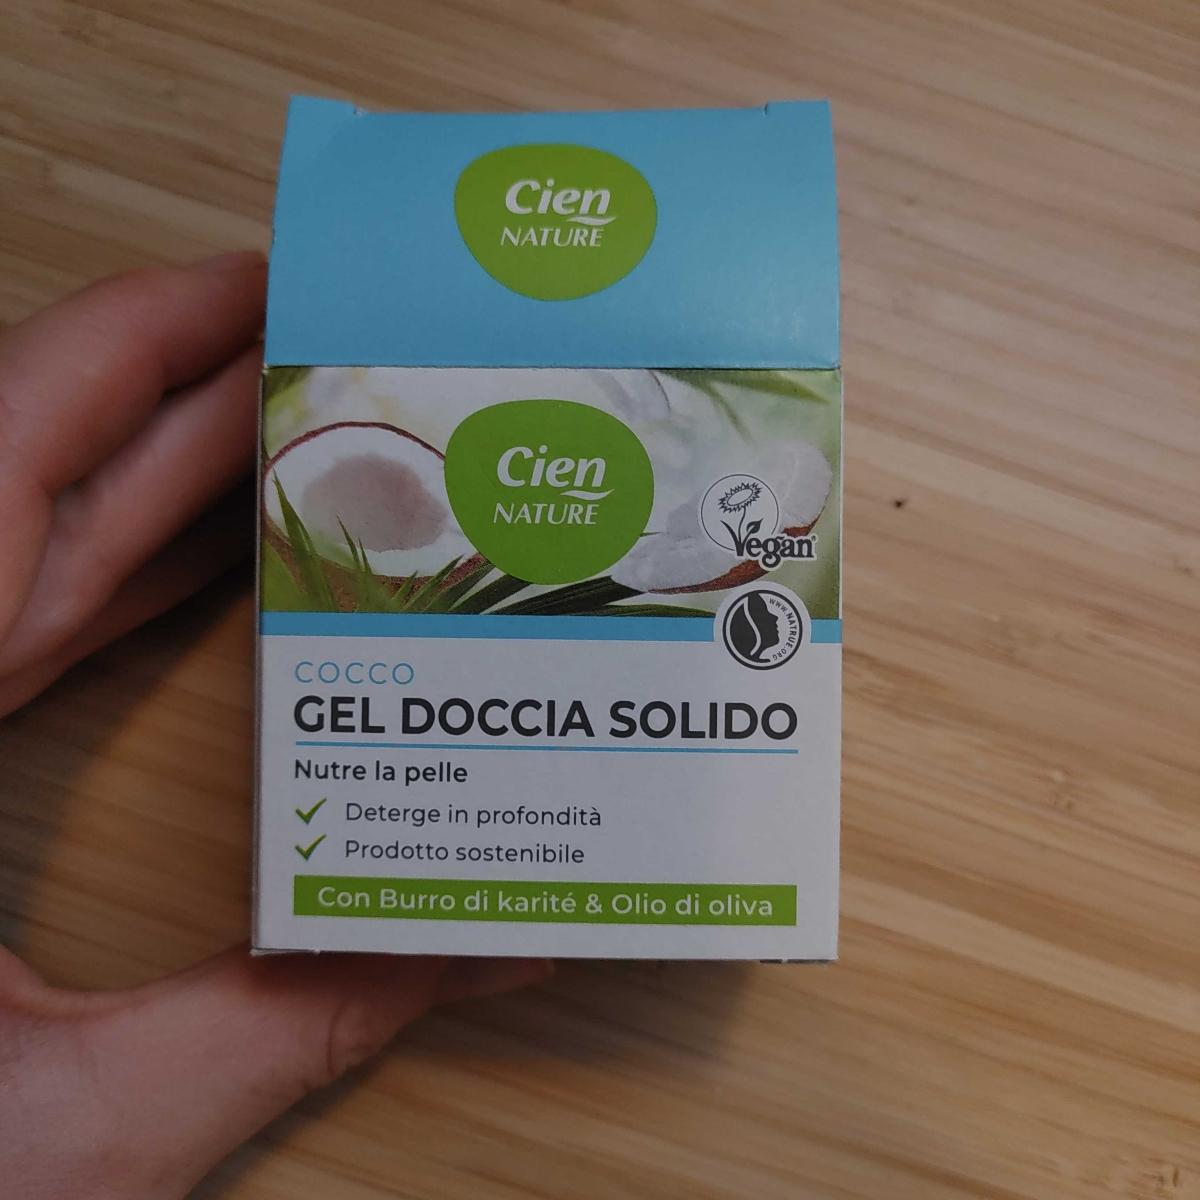 Cien
NATURE
Cien
NATURE
Vegan
WWW.NATRUE.ORG
COCCO
GEL DOCCIA SOLIDO
Nutre la pelle
Deterge in profondità
Prodotto sostenibile
Con Burro di karité & Olio di oliva